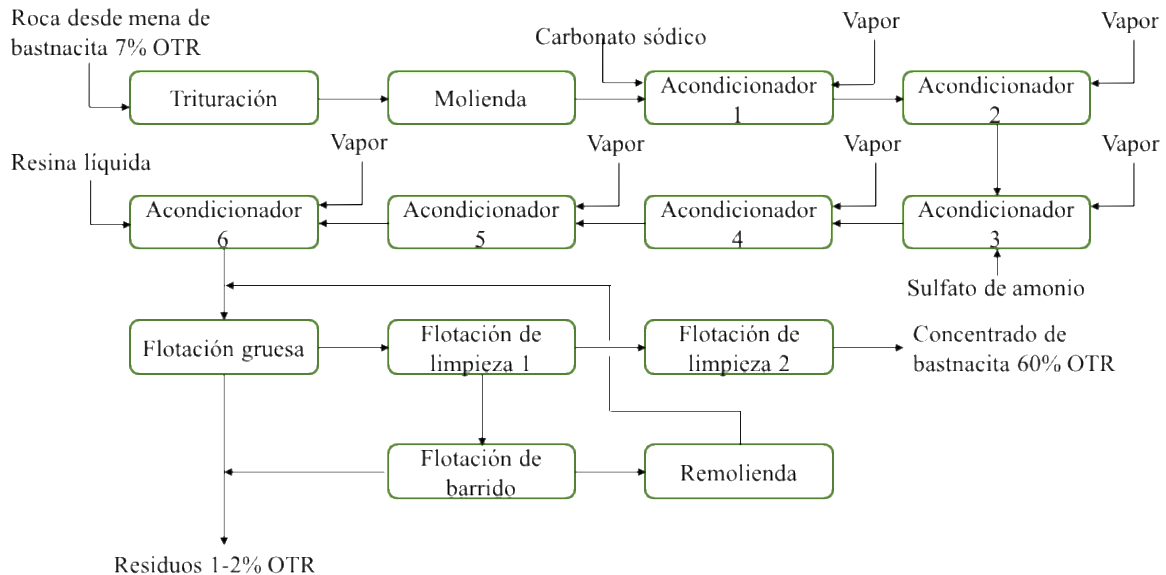 Roca desde mena de
bastnacita 7% OTR
Carbonato sódico
Vapor
Vapor
Trituración
Molienda
Acondicionador
1
Acondicionador
2
Resina líquida
Vapor
Vapor
Vapor
Vapor
Acondicionador
6
Acondicionador
5
Acondicionador
4
Acondicionador
3
Sulfato de amonio
Flotación gruesa
Flotación de
limpieza 1
Flotación de
limpieza 2
Concentrado de
bastnacita 60% OTR
Flotación de
barrido
Remolienda
Residuos 1-2% OTR